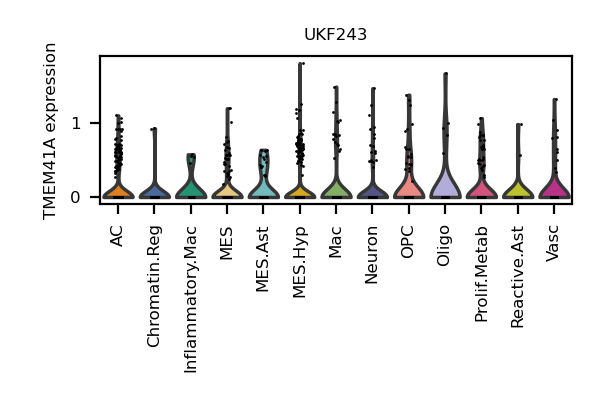 UKF243
TMEM41A expression
1
0
AC
Chromatin.Reg
Inflammatory.Mac
MES
MES.Ast
MES.Hyp
Mac
Neuron
OPC
Oligo
Prolif.Metab
Reactive.Ast
Vasc